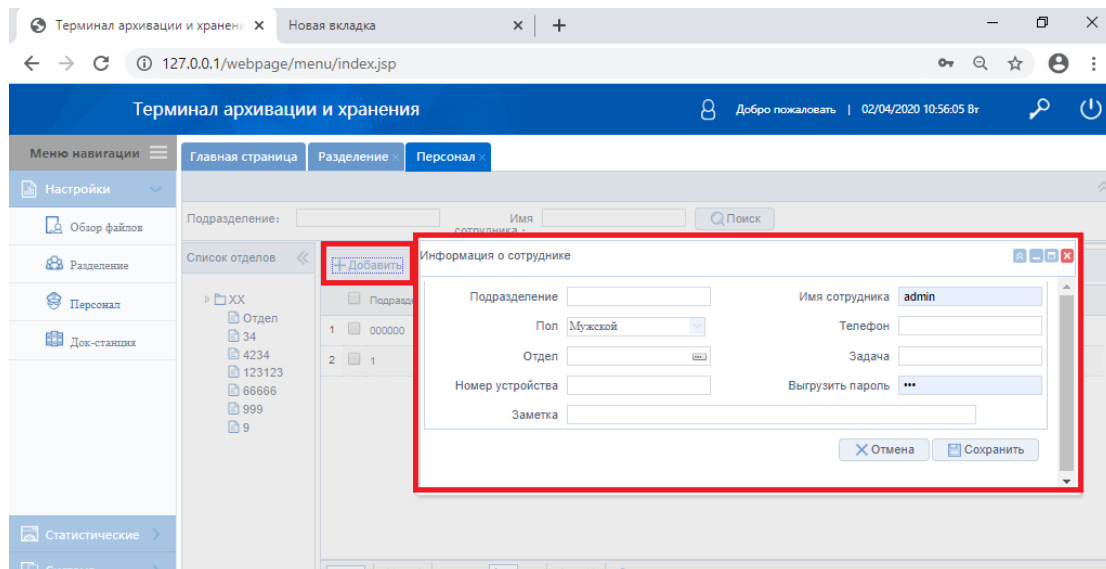 Терминал архивации и хранени
Новая вкладка
127.0.0.1/webpage/menu/index.jsp
Терминал архивации и хранения
Добро пожаловать | 02/04/2020 10:56:05 Вт
Меню навигации
Главная страница Разделение Персонал
Настройки
Обзор файлов
Разделение
Персонал
Док-станция
Статистические
Подразделение:
Имя
сотрудника :
Поиск
Список отделов
XX
Отдел
34
4234
123123
66666
999
9
Добавить
1 000000
2 1
Информация о сотруднике
Подразделение
Имя сотрудника admin
Пол Мужской
Телефон
Отдел
Задача
Номер устройства
Выгрузить пароль •••
Заметка
Отмена
Сохранить